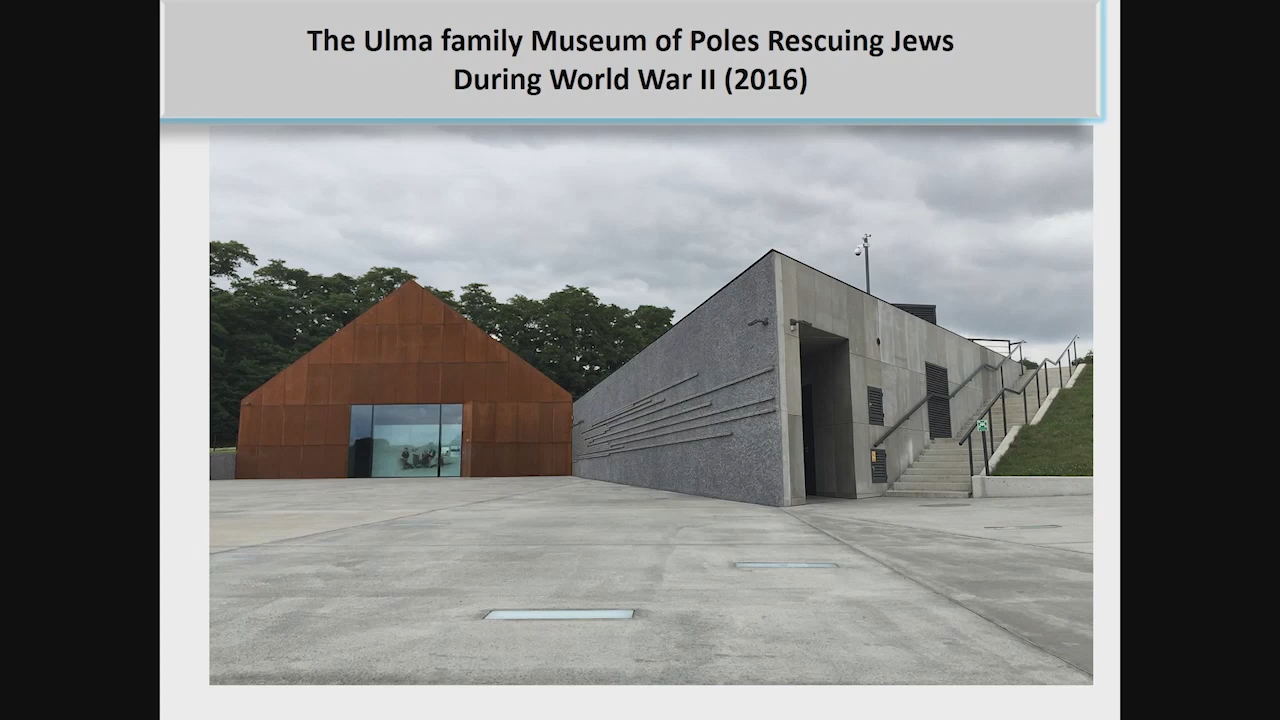 The Ulma family Museum of Poles Rescuing Jews
During World War II (2016)